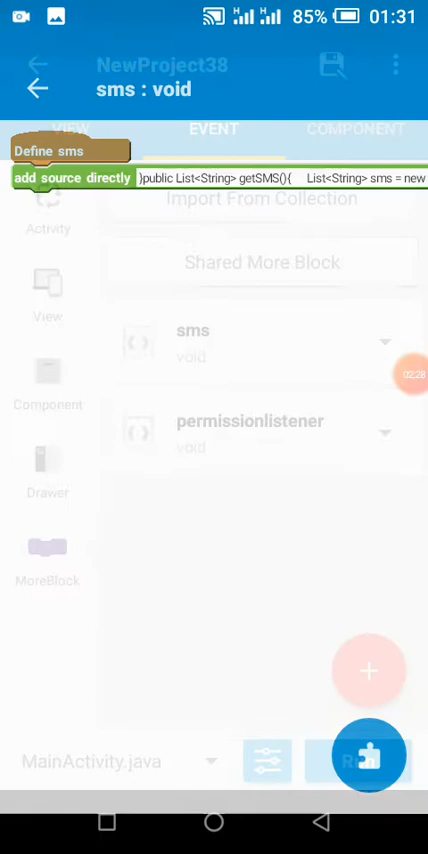 H H 85% 01:31
NewProject38
sms : void
VIEW EVENT COMPONENT
Define sms
add source directly }public List<String> getSMS(){ List<String> sms = new
Import From Collection
Activity
Shared More Block
View
sms
void
02:28
Component
permissionlistener
void
Drawer
MoreBlock
+
MainActivity.java